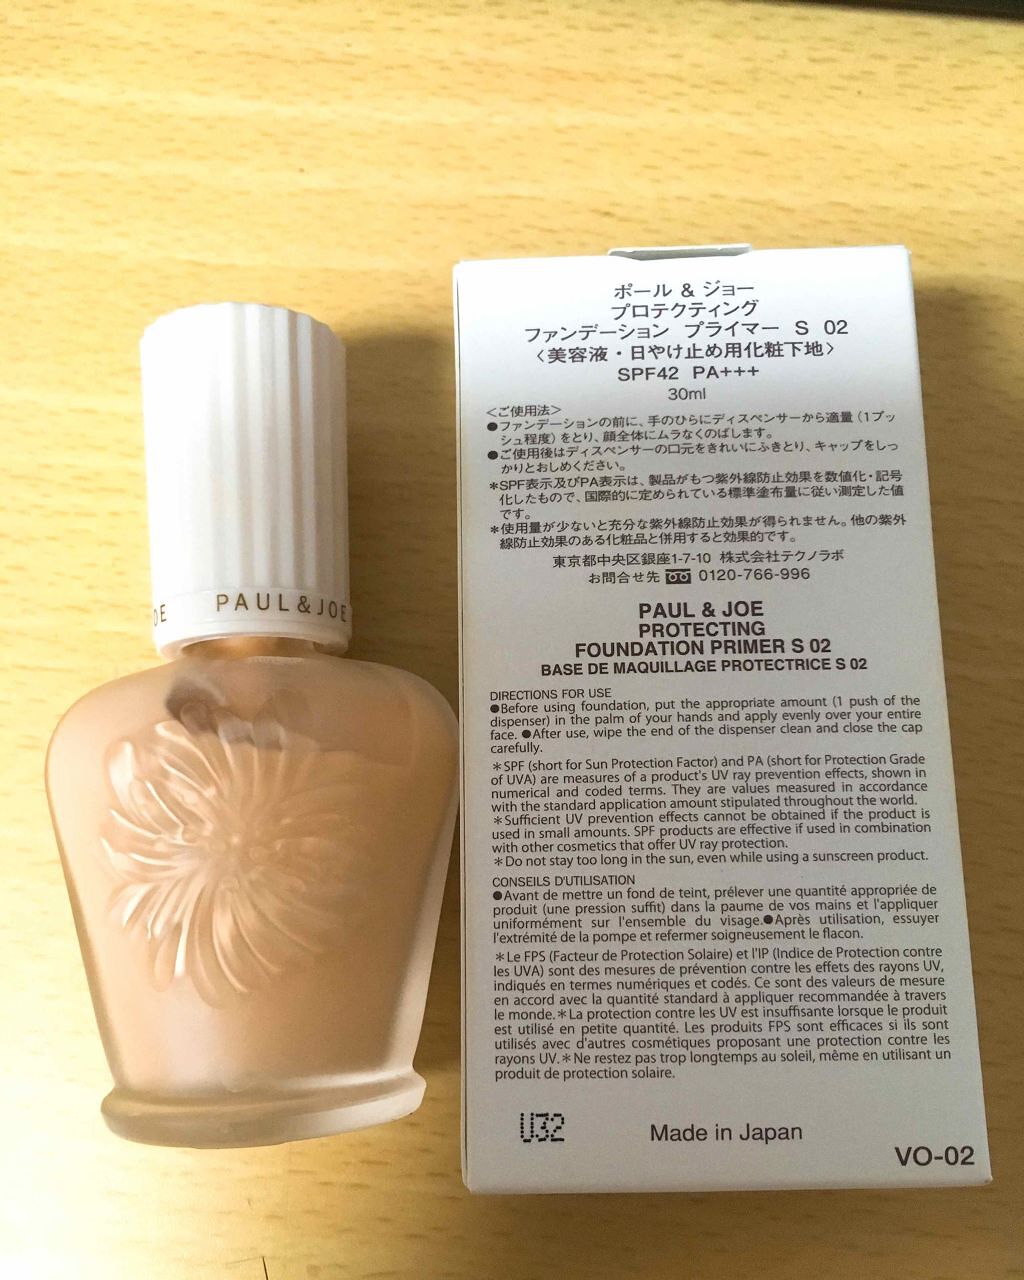 OE PAUL & JOE
ポール & ジョー
プロテクティング
ファンデーション プライマー S 02
〈美容液・日やけ止め用化粧下地〉
SPF42 PA+++
30ml
<ご使用法>
●ファンデーションの前に、手のひらにディスペンサーから適量（1プッ
シュ程度）をとり、顔全体にムラなくのばします。
●ご使用後はディスペンサーの口元をきれいにふきとり、キャップをしっ
かりとおしめください。
＊SPF表示及びPA表示は、製品がもつ紫外線防止効果を数値化・記号
化したもので、国際的に定められている標準塗布量に従い測定した値
です。
＊使用量が少ないと充分な紫外線防止効果が得られません。他の紫外
線防止効果のある化粧品と併用すると効果的です。
東京都中央区銀座1-7-10 株式会社テクノラボ
お問合せ先 0120-766-996
PAUL & JOE
PROTECTING
FOUNDATION PRIMER S 02
BASE DE MAQUILLAGE PROTECTRICE S 02
DIRECTIONS FOR USE
●Before using foundation, put the appropriate amount (1 push of the
dispenser) in the palm of your hands and apply evenly over your entire
face. ●After use, wipe the end of the dispenser clean and close the cap
carefully.
＊SPF (short for Sun Protection Factor) and PA (short for Protection Grade
of UVA) are measures of a product's UV ray prevention effects, shown in
numerical and coded terms. They are values measured in accordance
with the standard application amount stipulated throughout the world.
＊Sufficient UV prevention effects cannot be obtained if the product is
used in small amounts. SPF products are effective if used in combination
with other cosmetics that offer UV ray protection.
＊Do not stay too long in the sun, even while using a sunscreen product.
CONSEILS D'UTILISATION
●Avant de mettre un fond de teint, prélever une quantité appropriée de
produit (une pression suffit) dans la paume de vos mains et l'appliquer
uniformément sur l'ensemble du visage.●Après utilisation, essuyer
l'extrémité de la pompe et refermer soigneusement le flacon.
＊Le FPS (Facteur de Protection Solaire) et l'IP (Indice de Protection contre
les UVA) sont des mesures de prévention contre les effets des rayons UV,
indiqués en termes numériques et codés. Ce sont des valeurs de mesure
en accord avec la quantité standard à appliquer recommandée à travers
le monde.＊La protection contre les UV est insuffisante lorsque le produit
est utilisé en petite quantité. Les produits FPS sont efficaces si ils sont
utilisés avec d'autres cosmétiques proposant une protection contre les
rayons UV.＊Ne restez pas trop longtemps au soleil, même en utilisant un
produit de protection solaire.
U32
Made in Japan
VO-02